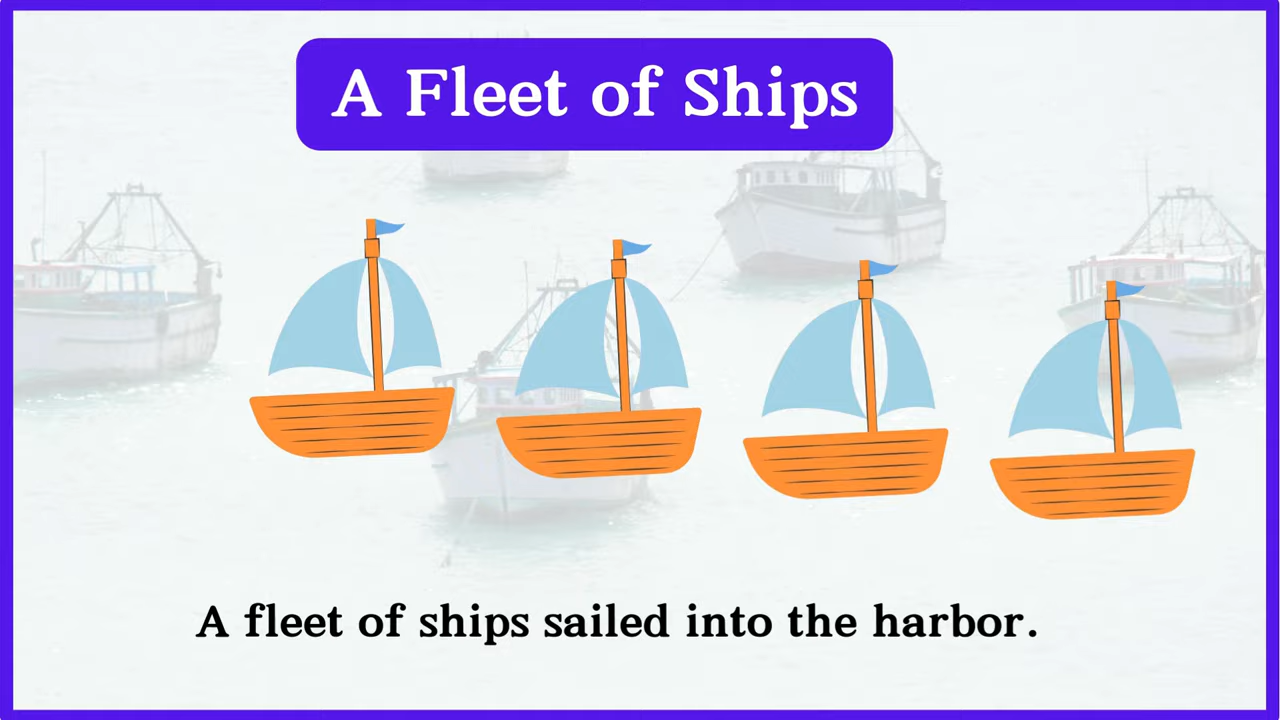 A Fleet of Ships
A fleet of ships sailed into the harbor.